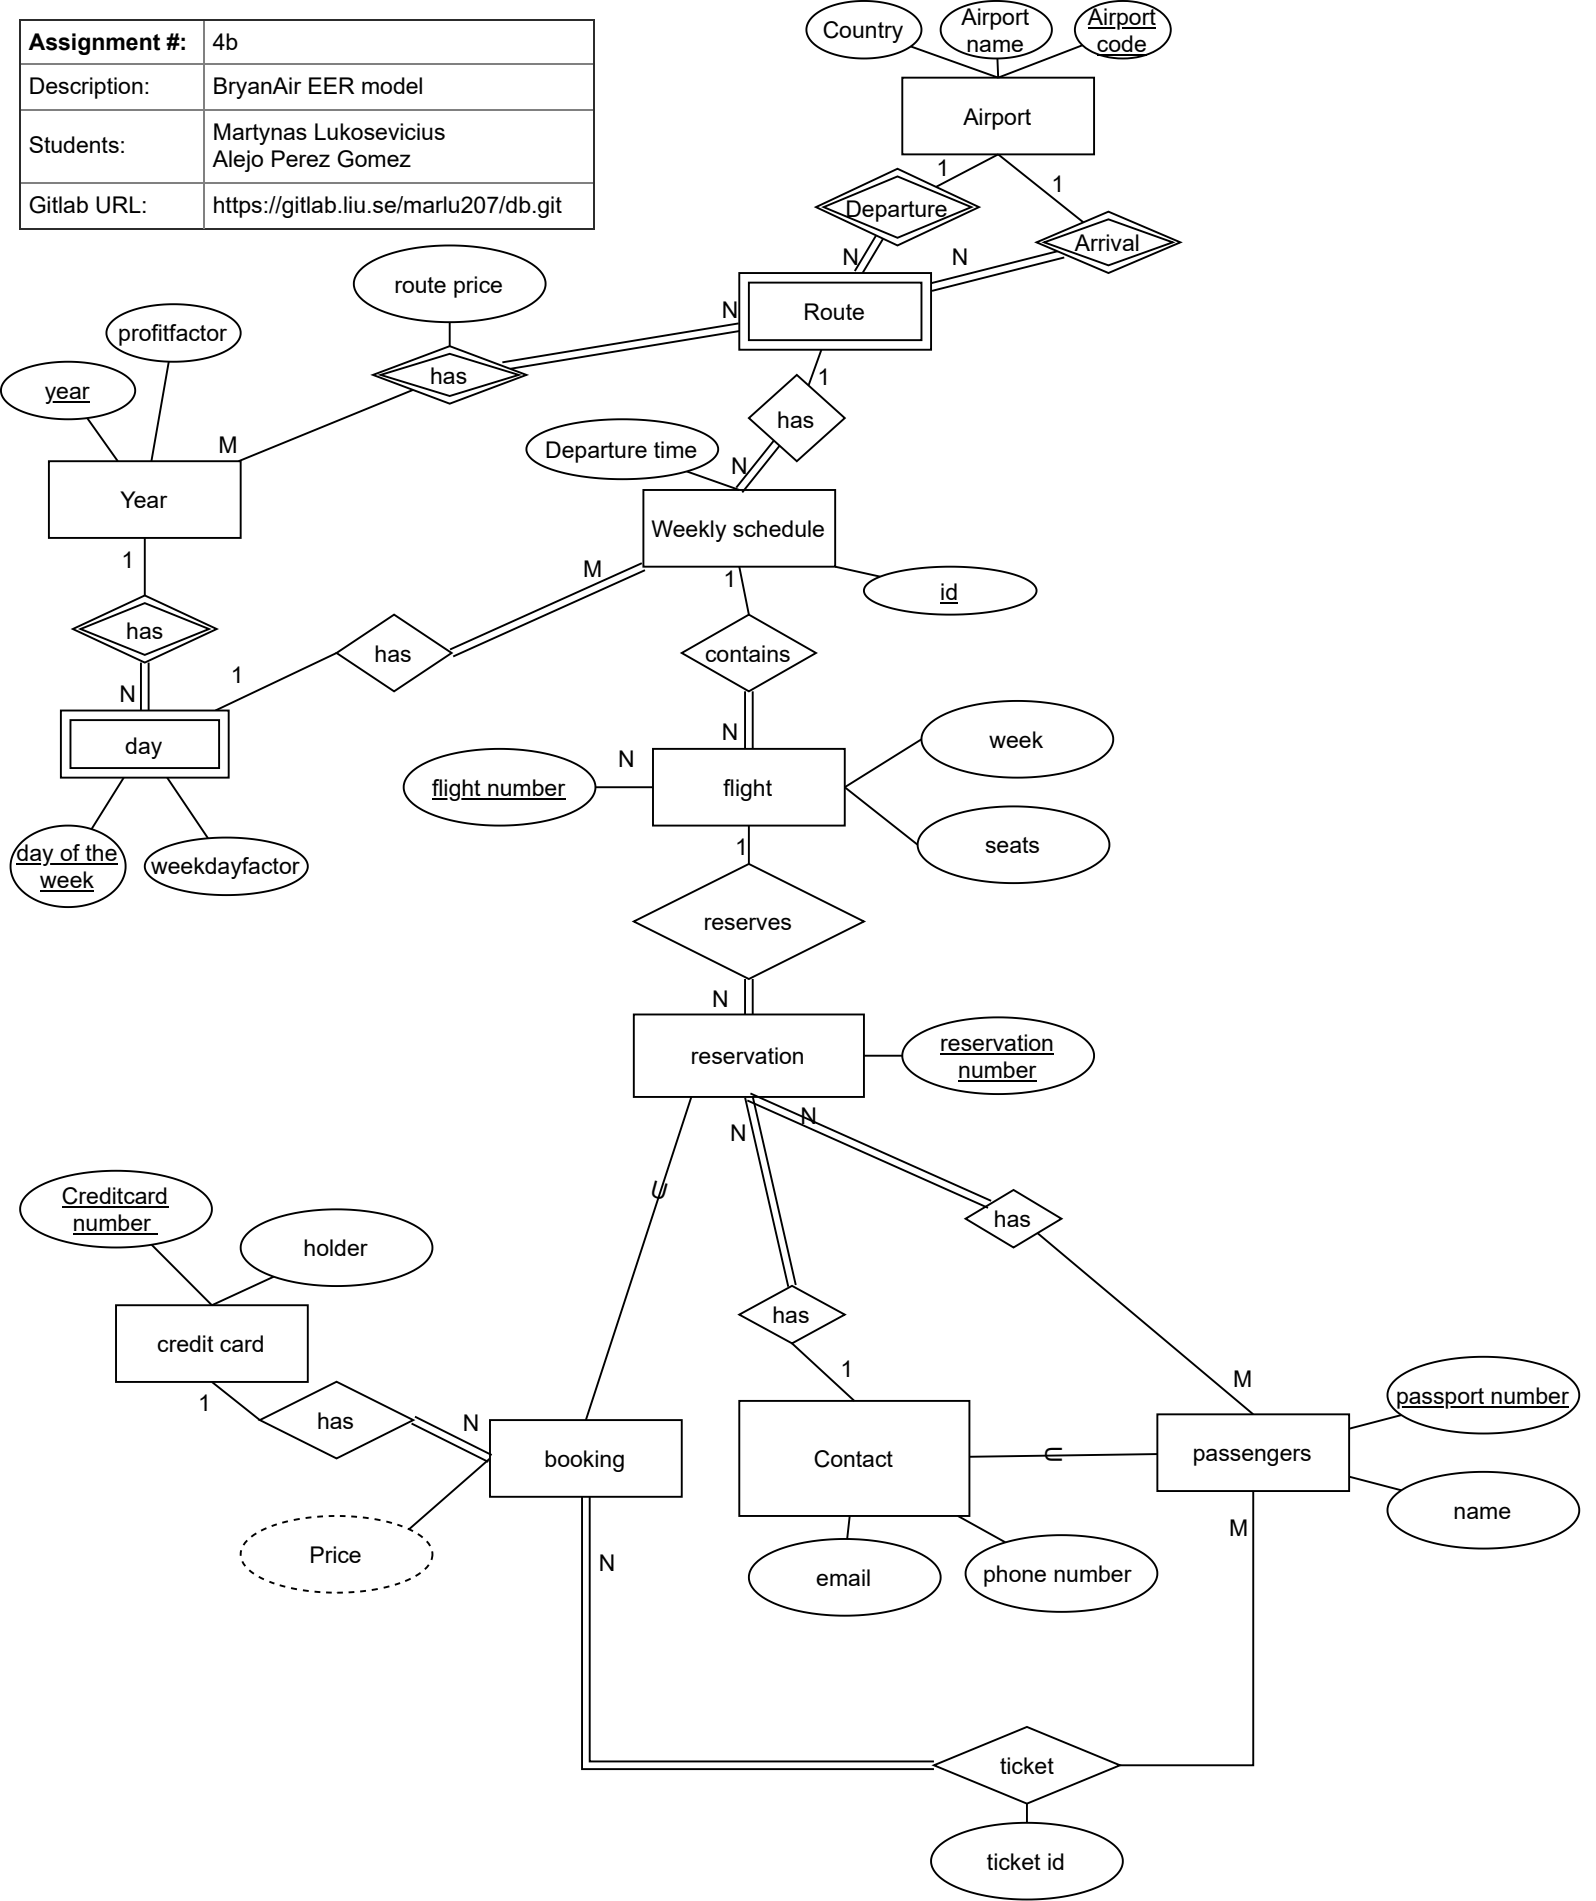 Assignment #:
4b
Description:
BryanAir EER model
Students:
Martynas Lukosevicius
Alejo Perez Gomez
Gitlab URL:
https://gitlab.liu.se/marlu207/db.git
Country
Airport
name
Airport
code
Airport
1
1
Departure
Arrival
N
N
route price
N
Route
profitfactor
has
1
year
has
M
Departure time
N
Year
Weekly schedule
1
M
1
id
has
has
contains
1
N
N
day
N
week
flight number
flight
seats
1
day of the
week
weekdayfactor
reserves
N
reservation
reservation
number
N
N
U
Creditcard
number
has
holder
has
credit card
1
M
1
has
N
passport number
booking
Contact
U
passengers
name
Price
N
email
phone number
M
ticket
ticket id